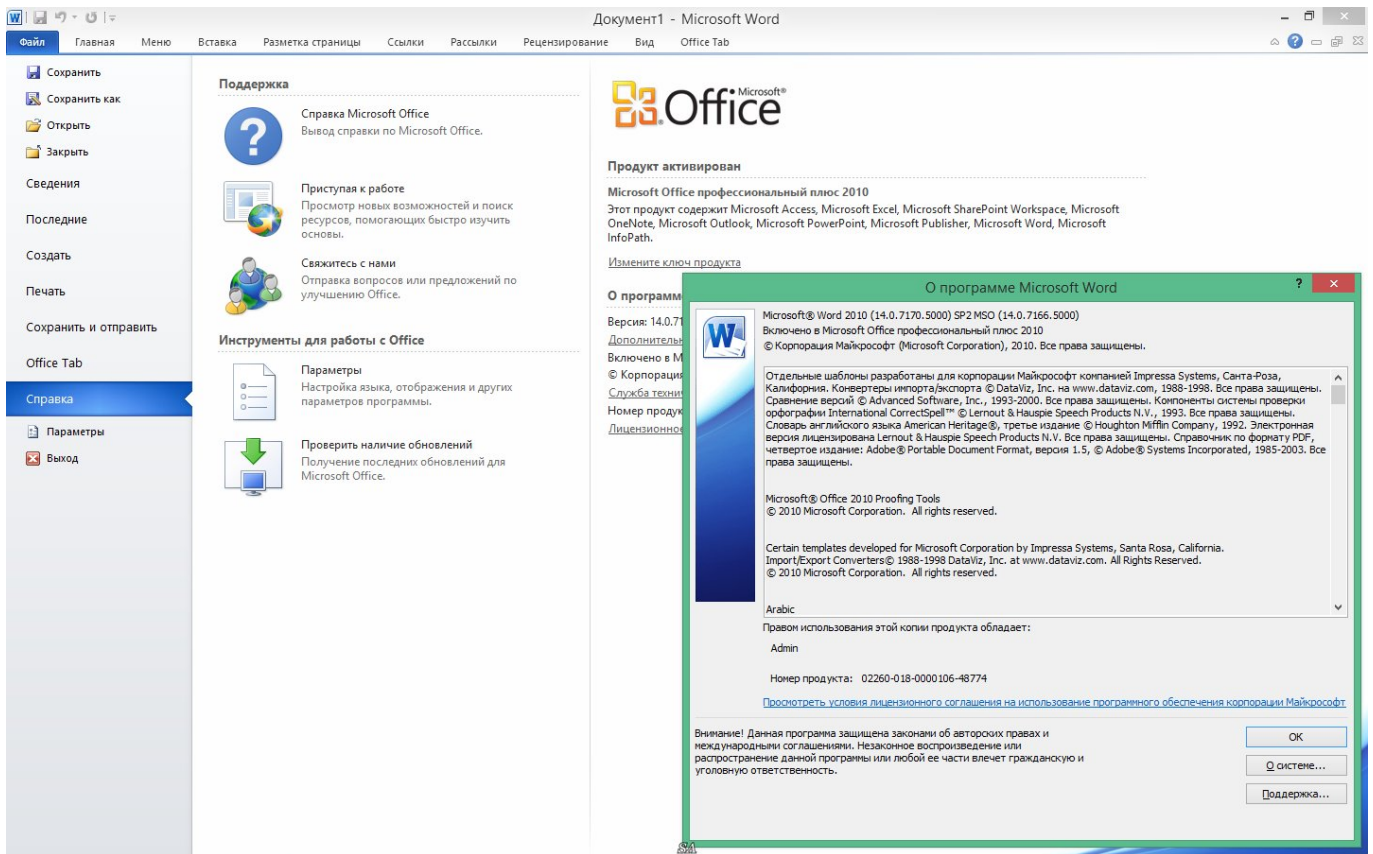 Документ1 - Microsoft Word
Файл Главная Меню Вставка Разметка страницы Ссылки Рассылки Рецензирование Вид Office Tab
Сохранить
Сохранить как
Открыть
Закрыть
Сведения
Последние
Создать
Печать
Сохранить и отправить
Office Tab
Справка
Параметры
Выход
Поддержка
Справка Microsoft Office
Вывод справки по Microsoft Office.
Приступая к работе
Просмотр новых возможностей и поиск
ресурсов, помогающих быстро изучить
основы.
Свяжитесь с нами
Отправка вопросов или предложений по
улучшению Office.
Инструменты для работы с Office
Параметры
Настройка языка, отображения и других
параметров программы.
Проверить наличие обновлений
Получение последних обновлений для
Microsoft Office.
Microsoft®
Office
Продукт активирован
Microsoft Office профессиональный плюс 2010
Этот продукт содержит Microsoft Access, Microsoft Excel, Microsoft SharePoint Workspace, Microsoft
OneNote, Microsoft Outlook, Microsoft PowerPoint, Microsoft Publisher, Microsoft Word, Microsoft
InfoPath.
Измените ключ продукта
О программ
Версия: 14.0.71
Дополнитель
Включено в M
© Корпораци
Служба техни
Номер продук
Лицензионно
О программе Microsoft Word
Microsoft® Word 2010 (14.0.7170.5000) SP2 MSO (14.0.7166.5000)
Включено в Microsoft Office профессиональный плюс 2010
© Корпорация Майкрософт (Microsoft Corporation), 2010. Все права защищены.
Отдельные шаблоны разработаны для корпорации Майкрософт компанией Impressa Systems, Санта-Роза,
Калифорния. Конвертеры импорта/экспорта © DataViz, Inc. на www.dataviz.com, 1988-1998. Все права защищены.
Сравнение версий © Advanced Software, Inc., 1993-2000. Все права защищены. Компоненты системы проверки
орфографии International CorrectSpell™ © Lernout & Hauspie Speech Products N.V., 1993. Все права защищены.
Словарь английского языка American Heritage®, третье издание © Houghton Mifflin Company, 1992. Электронная
версия лицензирована Lernout & Hauspie Speech Products N.V. Все права защищены. Справочник по формату PDF,
четвертое издание: Adobe® Portable Document Format, версия 1.5, © Adobe® Systems Incorporated, 1985-2003. Все
права защищены.
Microsoft® Office 2010 Proofing Tools
© 2010 Microsoft Corporation. All rights reserved.
Certain templates developed for Microsoft Corporation by Impressa Systems, Santa Rosa, California.
Import/Export Converters© 1988-1998 DataViz, Inc. at www.dataviz.com. All Rights Reserved.
© 2010 Microsoft Corporation. All rights reserved.
Arabic
Правом использования этой копии продукта обладает:
Admin
Номер продукта: 02260-018-0000106-48774
Просмотреть условия лицензионного соглашения на использование программного обеспечения корпорации Майкрософт
Внимание! Данная программа защищена законами об авторских правах и
международными соглашениями. Незаконное воспроизведение или
распространение данной программы или любой ее части влечет гражданскую и
уголовную ответственность.
ОК
О системе...
Поддержка...